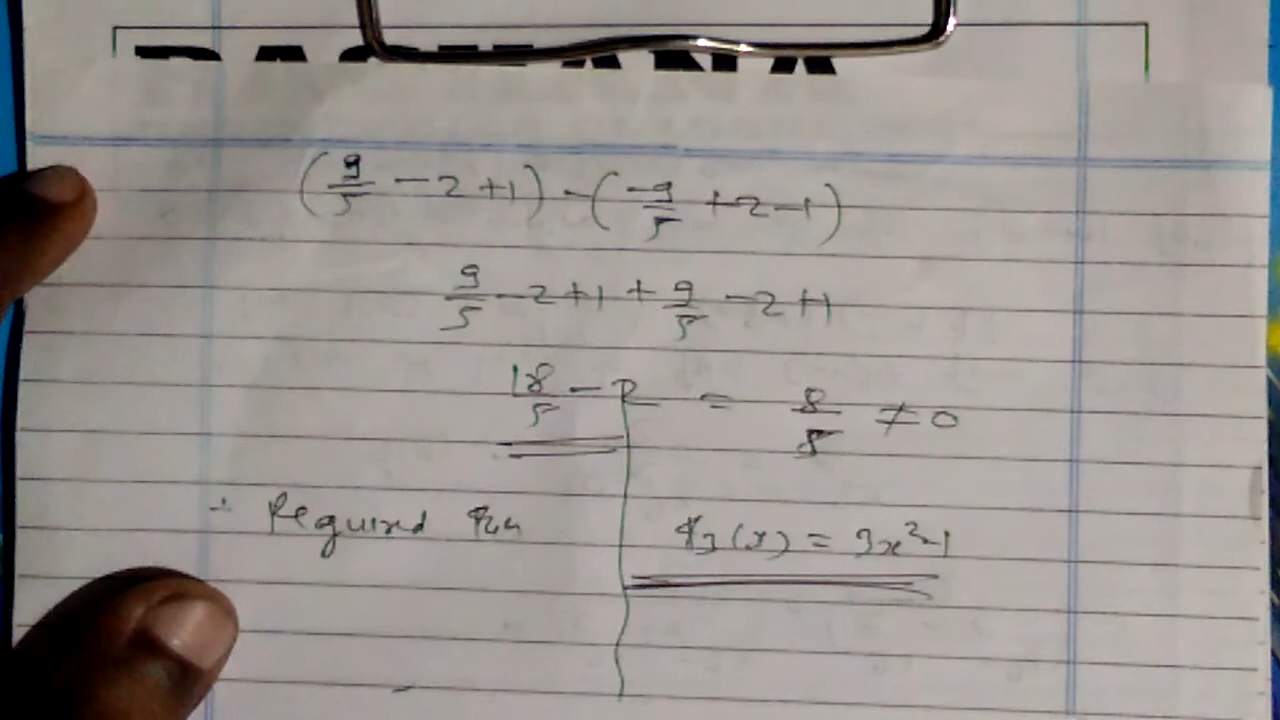 (9/5 - 2 + 1) - (-9/5 + 2 - 1)
9/5 - 2 + 1 + 9/5 - 2 + 1
18/5 - 2 = 8/5 ≠ 0
∴ Required
(x) = 3x² - 1